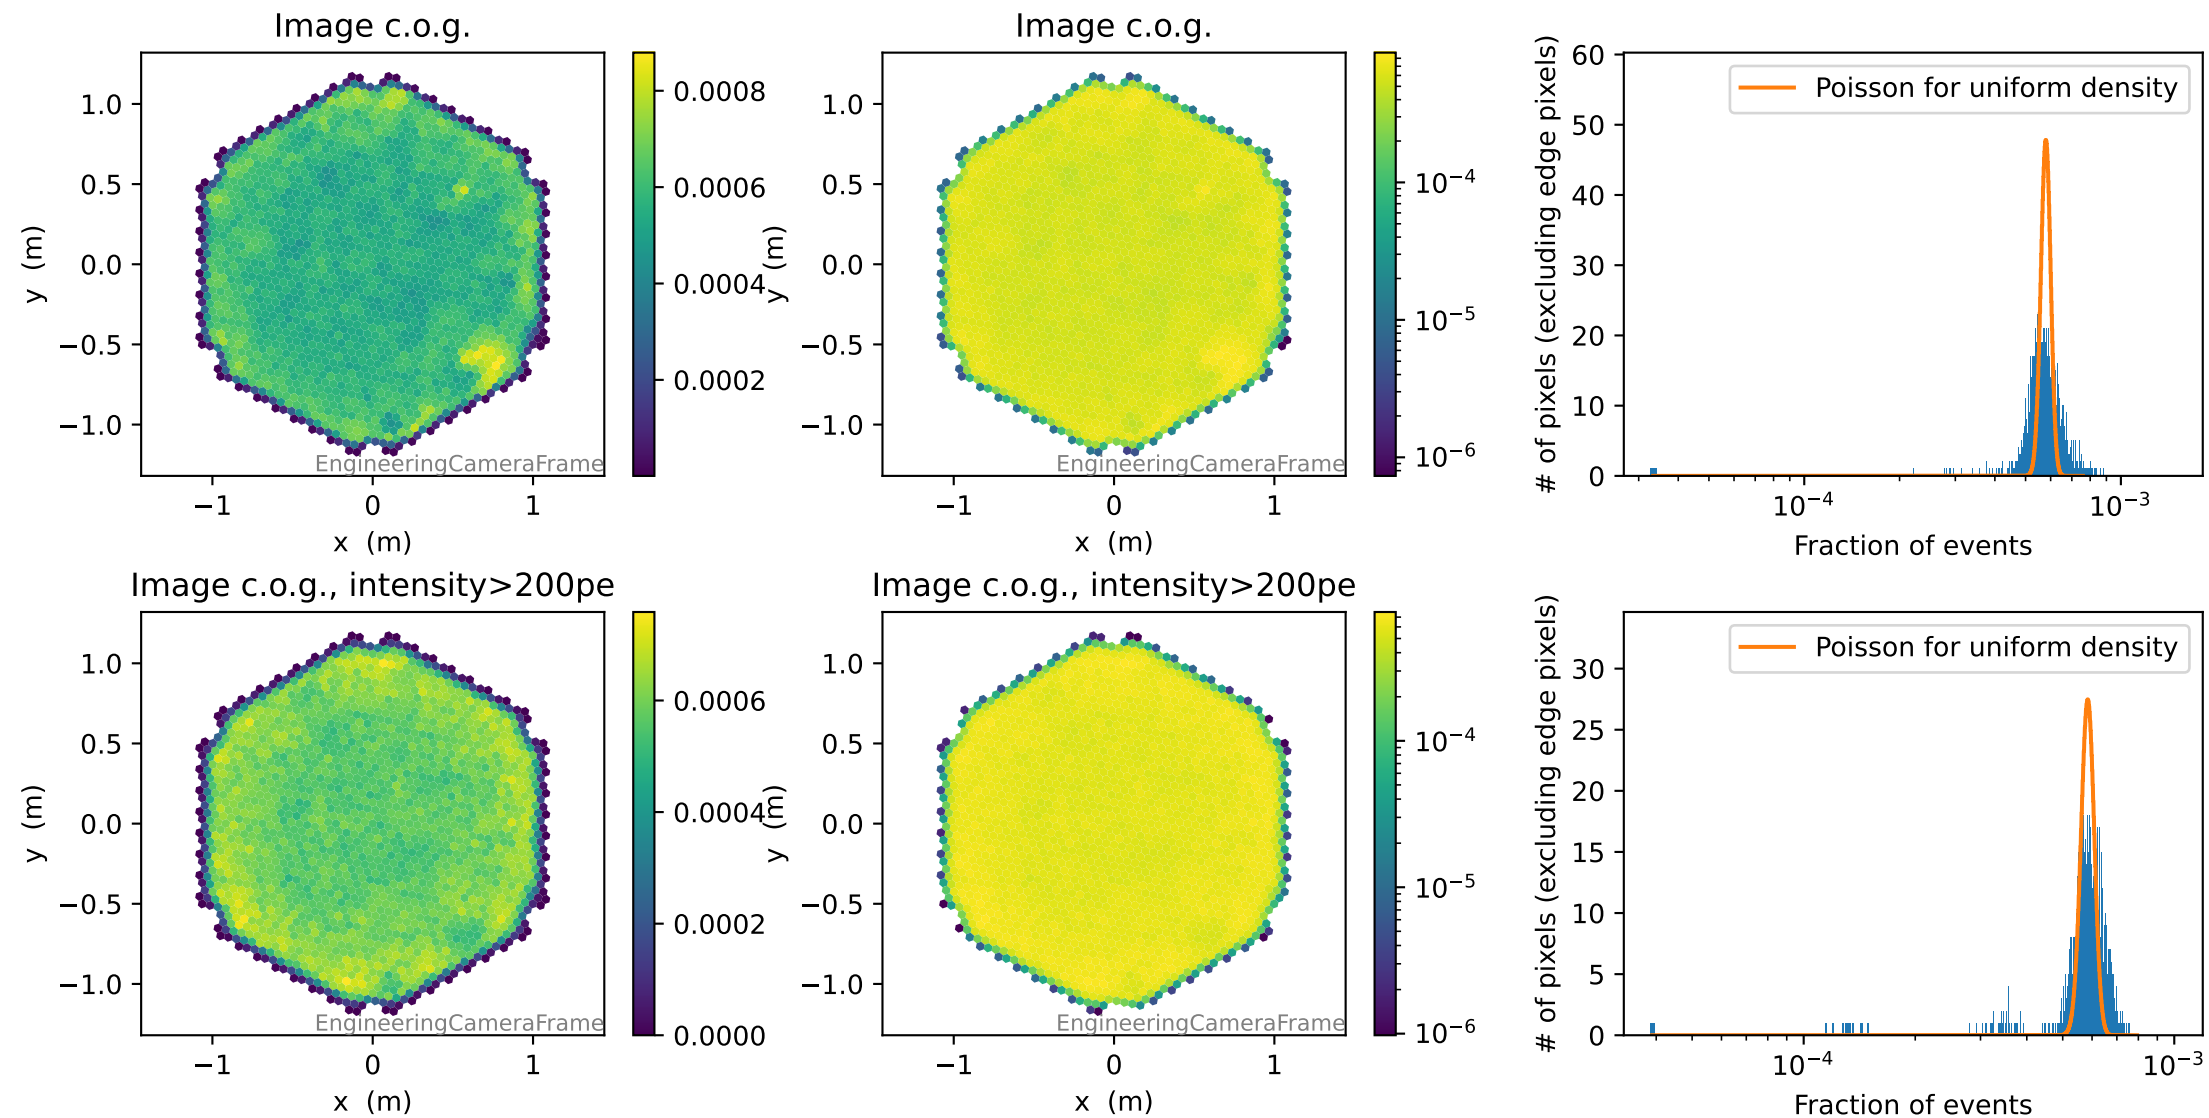 Image c.o.g.
1.0
0.5
0.0
−0.5
−1.0
y (m)
−1
0
1
x (m)
EngineeringCameraFrame
0.0008
0.0006
0.0004
0.0002
Image c.o.g.
1.0
0.5
0.0
−0.5
−1.0
y (m)
−1
0
1
x (m)
EngineeringCameraFrame
10⁻⁴
10⁻⁵
10⁻⁶
# of pixels (excluding edge pixels)
60
50
40
30
20
10
0
Poisson for uniform density
10⁻⁴
10⁻³
Fraction of events
Image c.o.g., intensity>200pe
1.0
0.5
0.0
−0.5
−1.0
y (m)
−1
0
1
x (m)
EngineeringCameraFrame
0.0006
0.0004
0.0002
0.0000
Image c.o.g., intensity>200pe
1.0
0.5
0.0
−0.5
−1.0
y (m)
−1
0
1
x (m)
EngineeringCameraFrame
10⁻⁴
10⁻⁵
10⁻⁶
# of pixels (excluding edge pixels)
30
25
20
15
10
5
0
Poisson for uniform density
10⁻⁴
10⁻³
Fraction of events